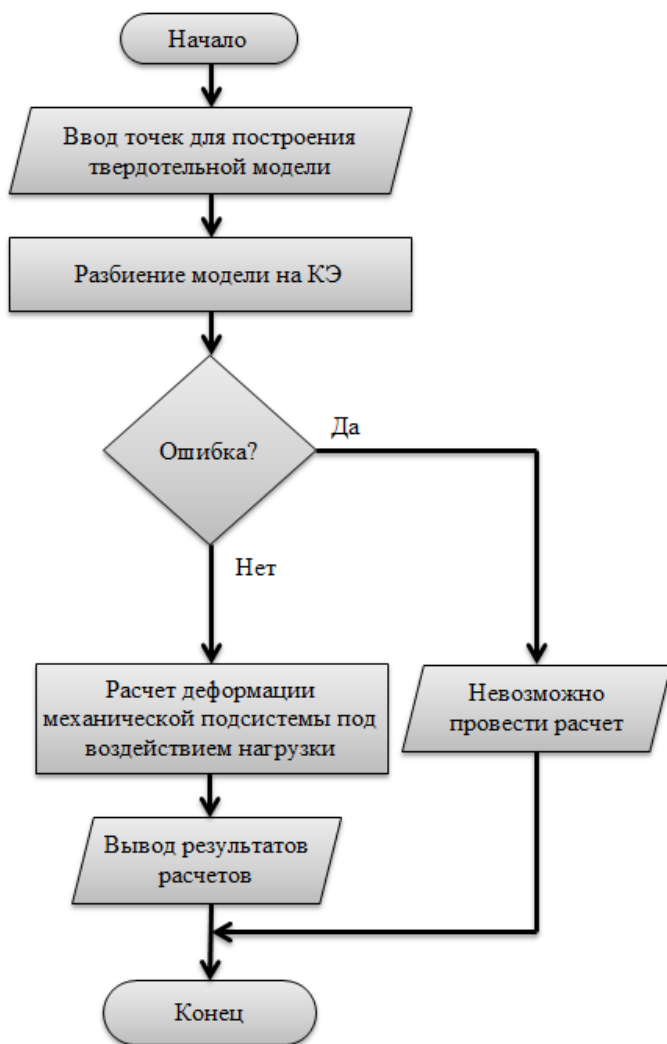 Начало
Ввод точек для построения
твердотельной модели
Разбиение модели на КЭ
Ошибка?
Да
Нет
Расчет деформации
механической подсистемы под
воздействием нагрузки
Невозможно
провести расчет
Вывод результатов
расчетов
Конец